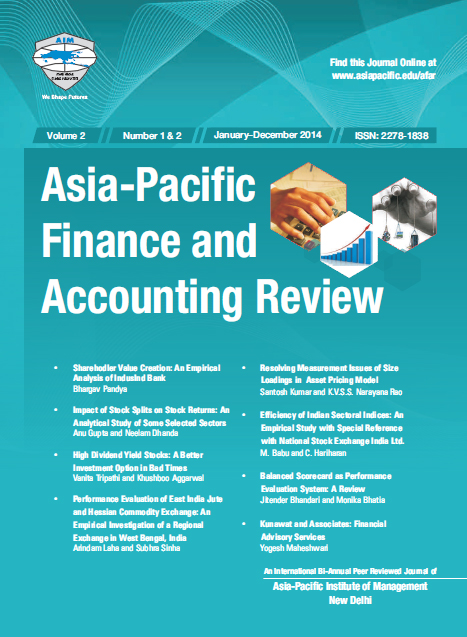 AIM
We Shape Futures
Find this Journal Online at
www.asiapacific.edu/afar
Volume 2 // Number 1 & 2 // January-December 2014 // ISSN: 2278-1838
Asia-Pacific
Finance and
Accounting Review
• Sharehodler Value Creation: An Empirical
Analysis of IndusInd Bank
Bhargav Pandya
• Impact of Stock Splits on Stock Returns: An
Analytical Study of Some Selected Sectors
Anu Gupta and Neelam Dhanda
• High Dividend Yield Stocks: A Better
Investment Option in Bad Times
Vanita Tripathi and Khushboo Aggarwal
• Performance Evaluation of East India Jute
and Hessian Commodity Exchange: An
Empirical Investigation of a Regional
Exchange in West Bengal, India
Arindam Laha and Subhra Sinha
• Resolving Measurement Issues of Size
Loadings in Asset Pricing Model
Santosh Kumar and K.V.S.S. Narayana Rao
• Efficiency of Indian Sectoral Indices: An
Empirical Study with Special Reference
with National Stock Exchange India Ltd.
M. Babu and C. Hariharan
• Balanced Scorecard as Performance
Evaluation System: A Review
Jitender Bhandari and Monika Bhatia
• Kunawat and Associates: Financial
Advisory Services
Yogesh Maheshwari
An International Bi-Annual Peer Reviewed Journal of
Asia-Pacific Institute of Management
New Delhi